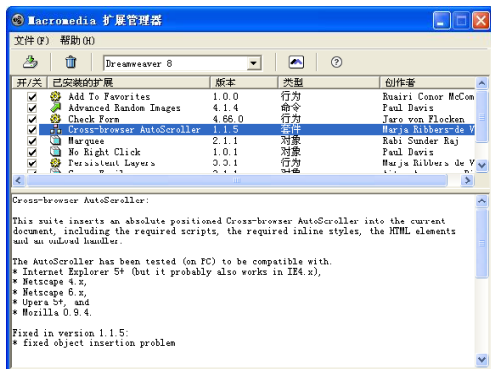 Macromedia 扩展管理器
文件(F) 帮助(H)
Dreamweaver 8
开/关 已安装的扩展 版本 类型 创作者
Add To Favorites 1.0.0 行为 Ruairi Conor McCom
Advanced Random Images 4.1.4 命令 Paul Davis
Check Form 4.66.0 行为 Jaro von Flocken
Cross-browser AutoScroller 1.1.5 套件 Marja Ribbers-de V
Marquee 2.1.1 对象 Rabi Sunder Raj
No Right Click 1.0.1 对象 Paul Davis
Persistent Layers 3.3.1 行为 Marja Ribbers de V
Cross-browser AutoScroller:
This suite inserts an absolute positioned Cross-browser AutoScroller into the current
document, including the required scripts, the required inline styles, the HTML elements
and an onLoad handler.
The AutoScroller has been tested (on PC) to be compatible with.
* Internet Explorer 5+ (but it probably also works in IE4.x),
* Netscape 4.x,
* Netscape 6.x,
* Opera 5+, and
* Mozilla 0.9.4.
Fixed in version 1.1.5:
* fixed object insertion problem